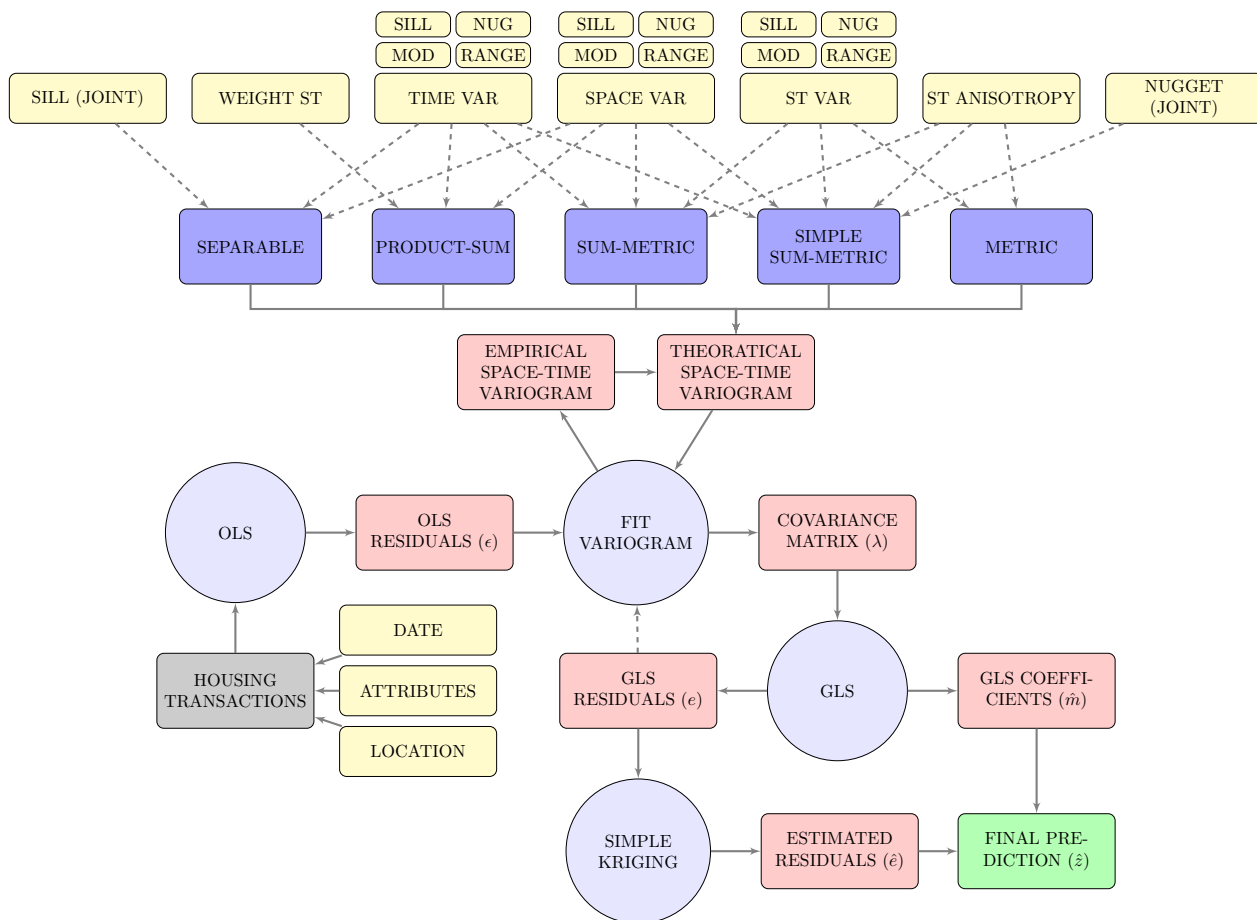 SILL NUG SILL NUG SILL NUG
MOD RANGE MOD RANGE MOD RANGE
SILL (JOINT) WEIGHT ST TIME VAR SPACE VAR ST VAR ST ANISOTROPY NUGGET
(JOINT)
SEPARABLE PRODUCT-SUM SUM-METRIC SIMPLE
SUM-METRIC METRIC
EMPIRICAL
SPACE-TIME
VARIOGRAM
THEORATICAL
SPACE-TIME
VARIOGRAM
OLS
OLS
RESIDUALS (ϵ)
FIT
VARIOGRAM
COVARIANCE
MATRIX (λ)
DATE
HOUSING
TRANSACTIONS
ATTRIBUTES
LOCATION
GLS
RESIDUALS (e)
GLS
GLS COEFFI-
CIENTS (m̂)
SIMPLE
KRIGING
ESTIMATED
RESIDUALS (ê)
FINAL PRE-
DICTION (ẑ)